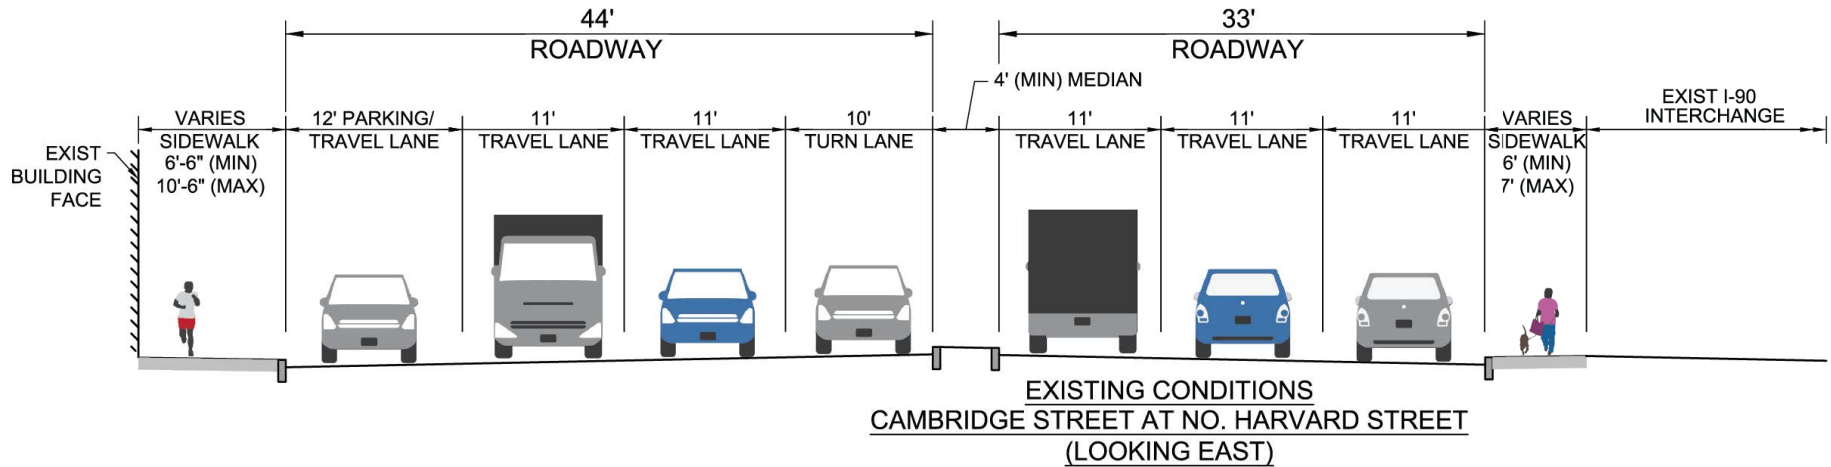 44'
ROADWAY
33'
ROADWAY
4' (MIN) MEDIAN
EXIST I-90
INTERCHANGE
EXIST
BUILDING
FACE
VARIES
SIDEWALK
6'-6" (MIN)
10'-6" (MAX)
12' PARKING/
TRAVEL LANE
11'
TRAVEL LANE
11'
TRAVEL LANE
10'
TURN LANE
11'
TRAVEL LANE
11'
TRAVEL LANE
11'
TRAVEL LANE
VARIES
SIDEWALK
6' (MIN)
7' (MAX)
EXISTING CONDITIONS
CAMBRIDGE STREET AT NO. HARVARD STREET
(LOOKING EAST)